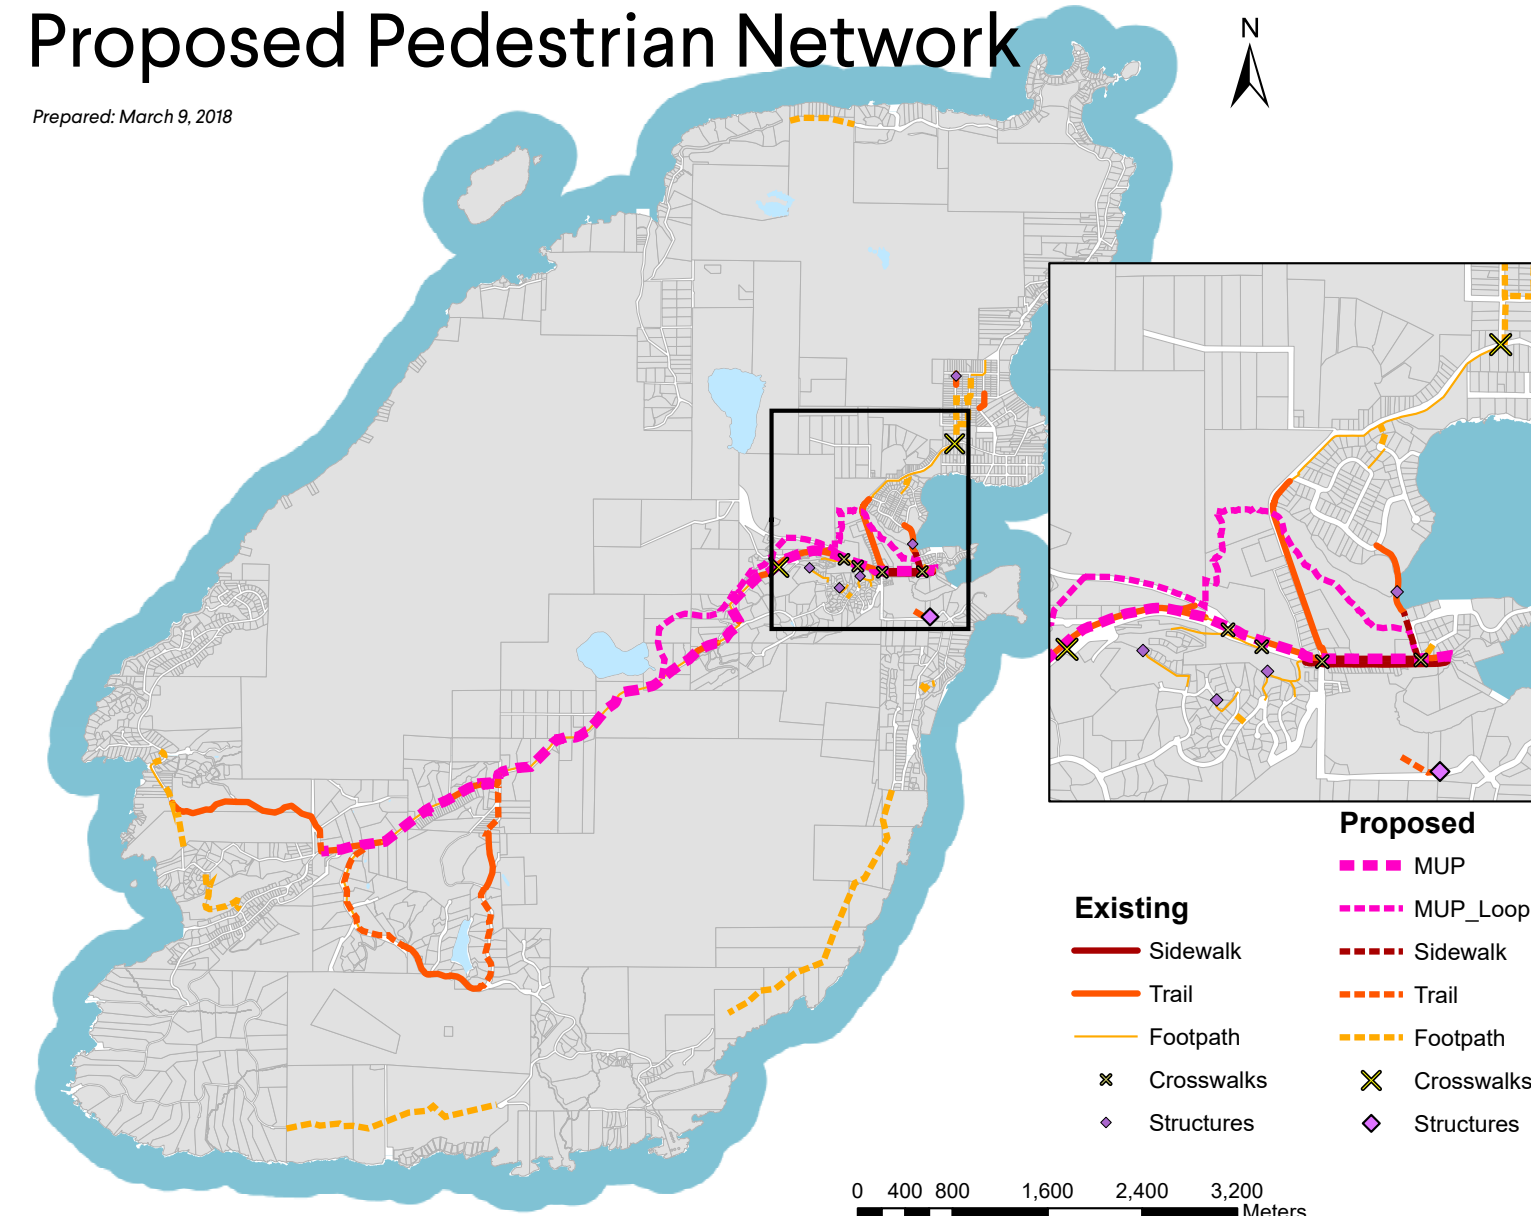 Proposed Pedestrian Network
N
Prepared: March 9, 2018
Proposed
MUP
Existing
MUP_Loop
Sidewalk
Sidewalk
Trail
Trail
Footpath
Footpath
Crosswalks
Crosswalks
Structures
Structures
0 400 800 1,600 2,400 3,200
Meters